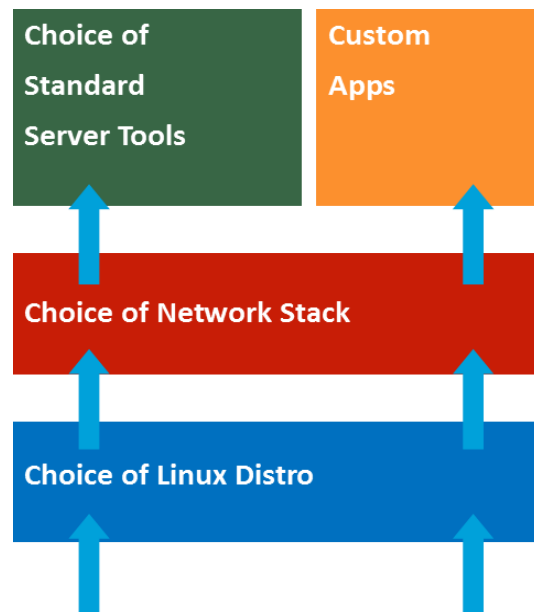 Choice of
Standard
Server Tools
Custom
Apps
Choice of Network Stack
Choice of Linux Distro